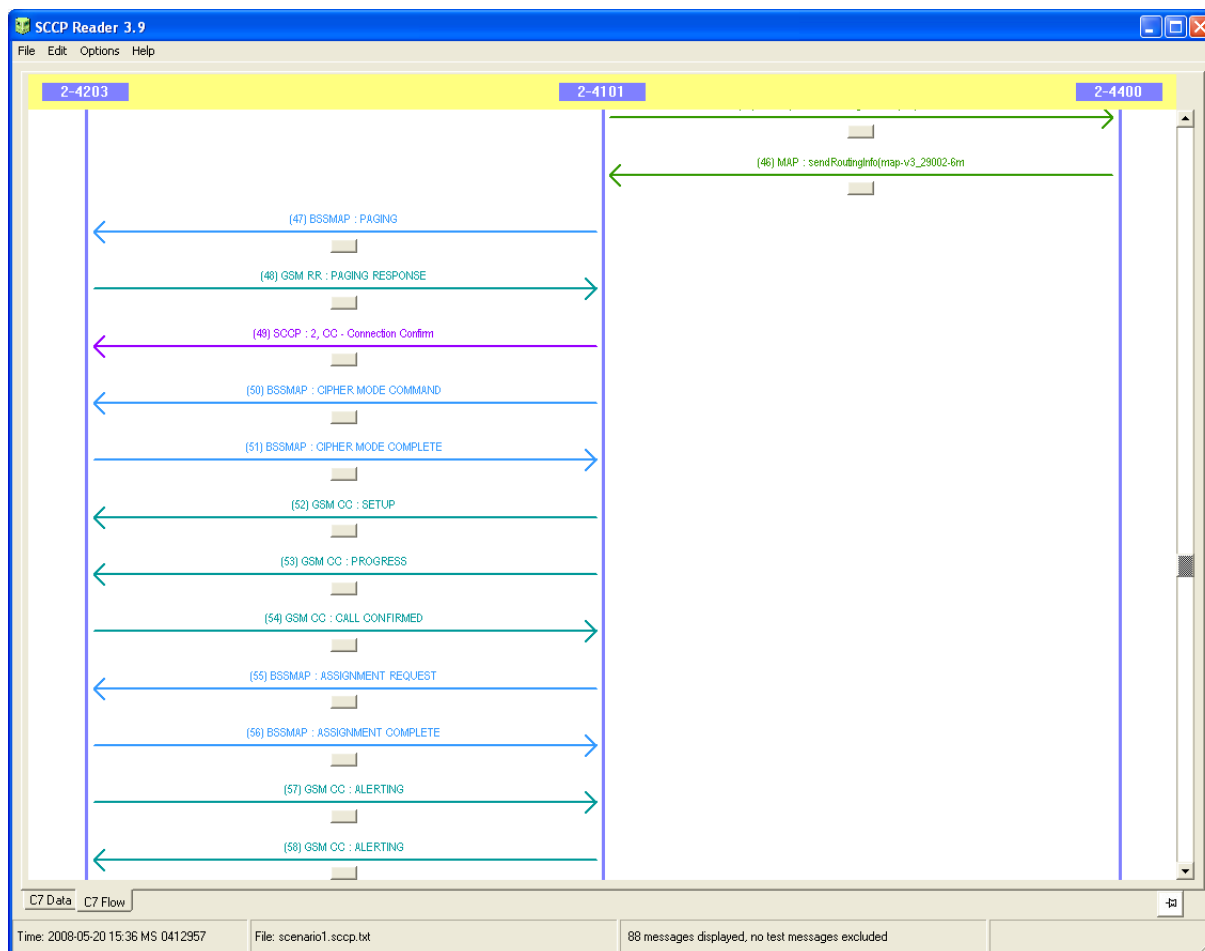 SCCP Reader 3.9
File Edit Options Help
2-4203 2-4101 2-4400
(46) MAP : sendRoutingInfo(map-v3_29002-6m
(47) BSSMAP : PAGING
(48) GSM RR : PAGING RESPONSE
(49) SCCP : 2, CC - Connection Confirm
(50) BSSMAP : CIPHER MODE COMMAND
(51) BSSMAP : CIPHER MODE COMPLETE
(52) GSM CC : SETUP
(53) GSM CC : PROGRESS
(54) GSM CC : CALL CONFIRMED
(55) BSSMAP : ASSIGNMENT REQUEST
(56) BSSMAP : ASSIGNMENT COMPLETE
(57) GSM CC : ALERTING
(58) GSM CC : ALERTING
C7 Data C7 Flow
Time: 2008-05-20 15:36 MS 0412957 File: scenario1.sccp.txt 88 messages displayed, no test messages excluded